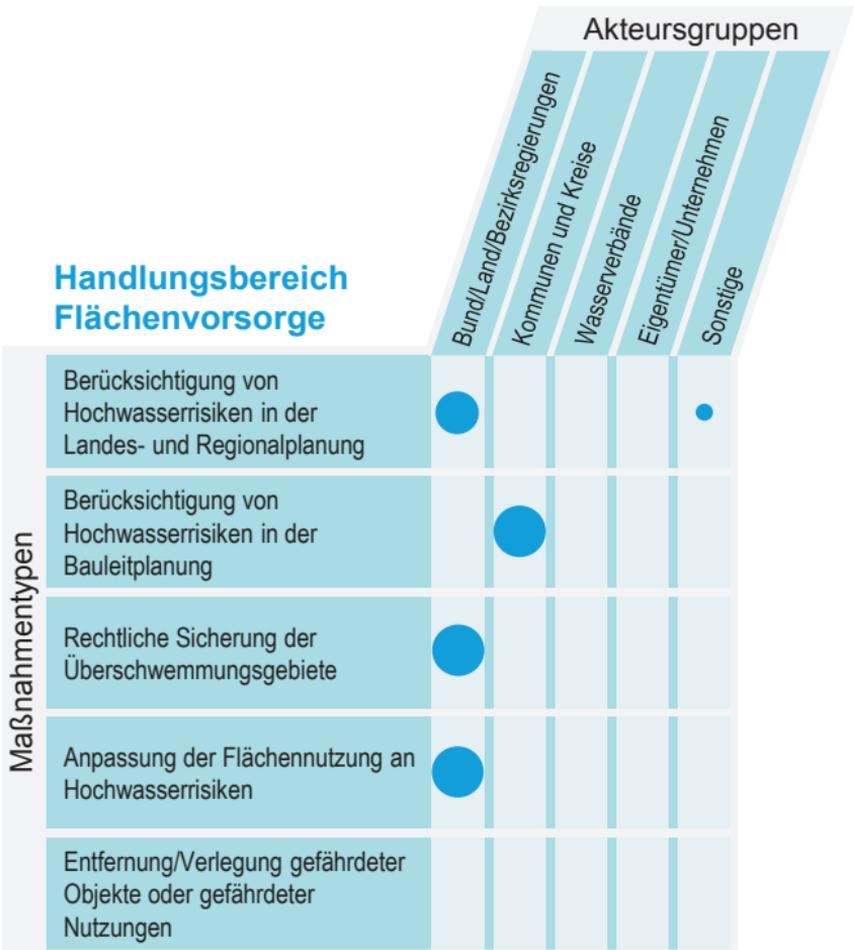 Akteursgruppen
Bund/Land/Bezirksregierungen
Kommunen und Kreise
Wasserverbände
Eigentümer/Unternehmen
Sonstige
Handlungsbereich
Flächenvorsorge
Maßnahmentypen
Berücksichtigung von
Hochwasserrisiken in der
Landes- und Regionalplanung
Berücksichtigung von
Hochwasserrisiken in der
Bauleitplanung
Rechtliche Sicherung der
Überschwemmungsgebiete
Anpassung der Flächennutzung an
Hochwasserrisiken
Entfernung/Verlegung gefährdeter
Objekte oder gefährdeter
Nutzungen